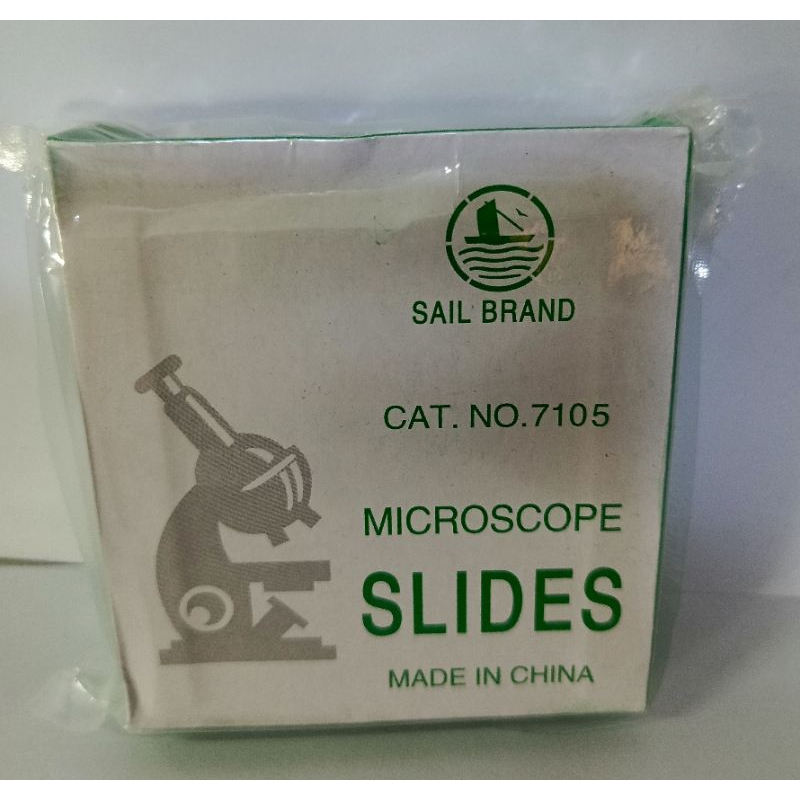 SAIL BRAND
CAT. NO.7105
MICROSCOPE
SLIDES
MADE IN CHINA